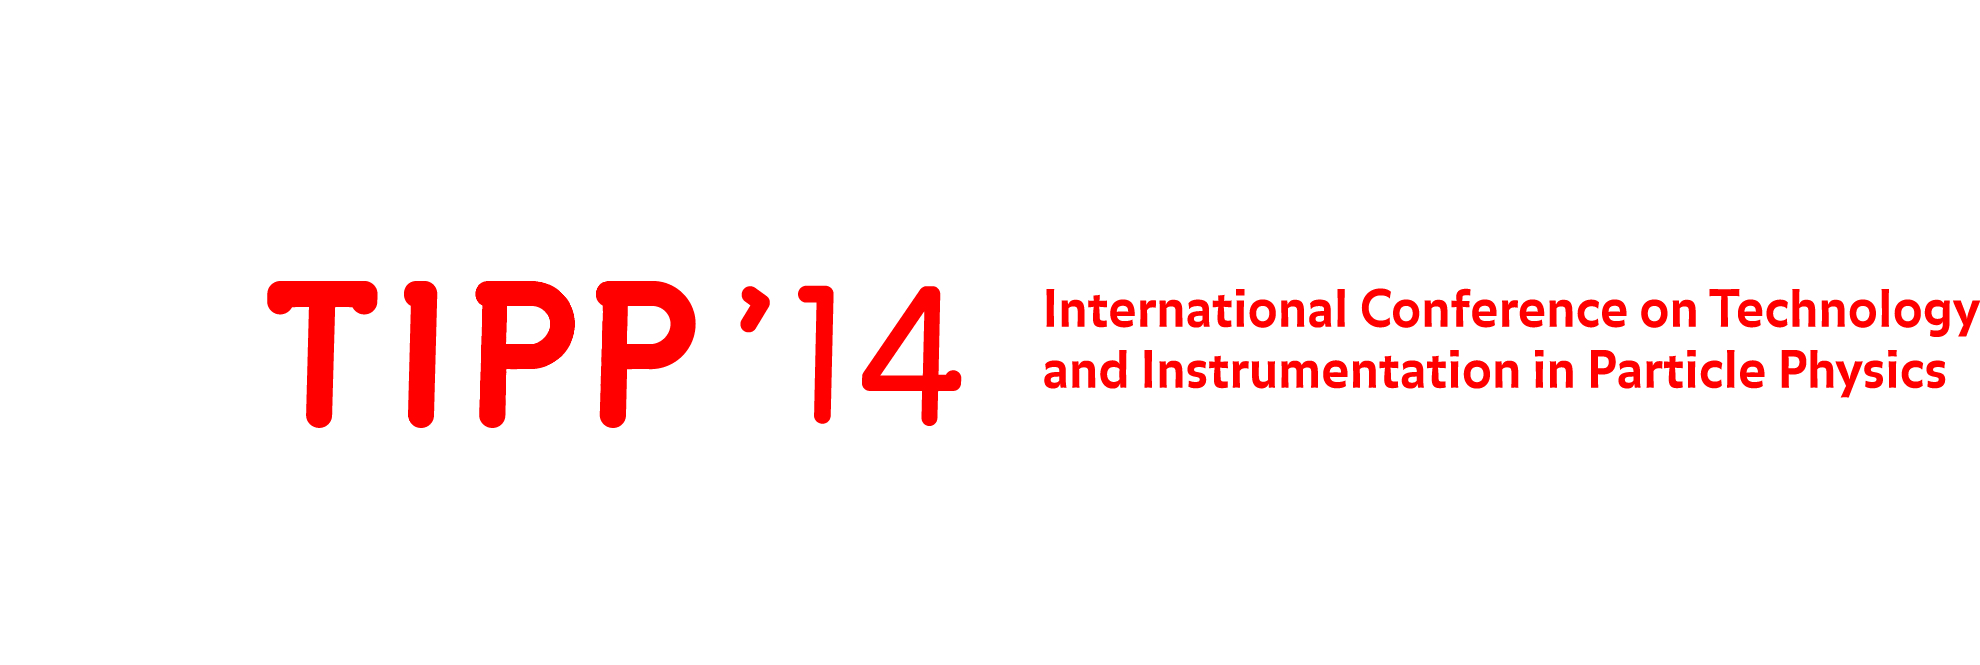 TIPP ’14
International Conference on Technology
and Instrumentation in Particle Physics